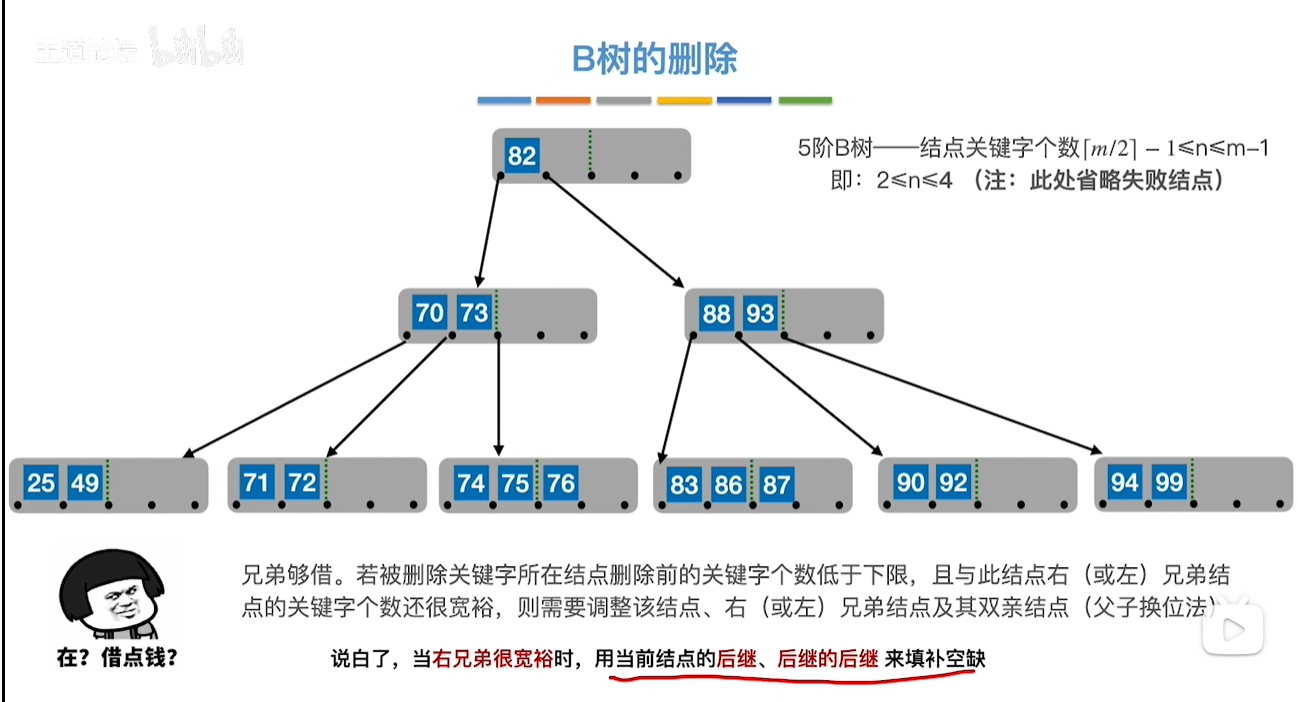 王道论坛 bilibili
B树的删除
82
5阶B树——结点关键字个数⌈m/2⌉ − 1≤n≤m−1
即：2≤n≤4 （注：此处省略失败结点）
70 73
88 93
25 49
71 72
74 75 76
83 86 87
90 92
94 99
兄弟够借。若被删除关键字所在结点删除前的关键字个数低于下限，且与此结点右（或左）兄弟结
点的关键字个数还很宽裕，则需要调整该结点、右（或左）兄弟结点及其双亲结点（父子换位法）
在？借点钱？
说白了，当右兄弟很宽裕时，用当前结点的后继、后继的后继 来填补空缺